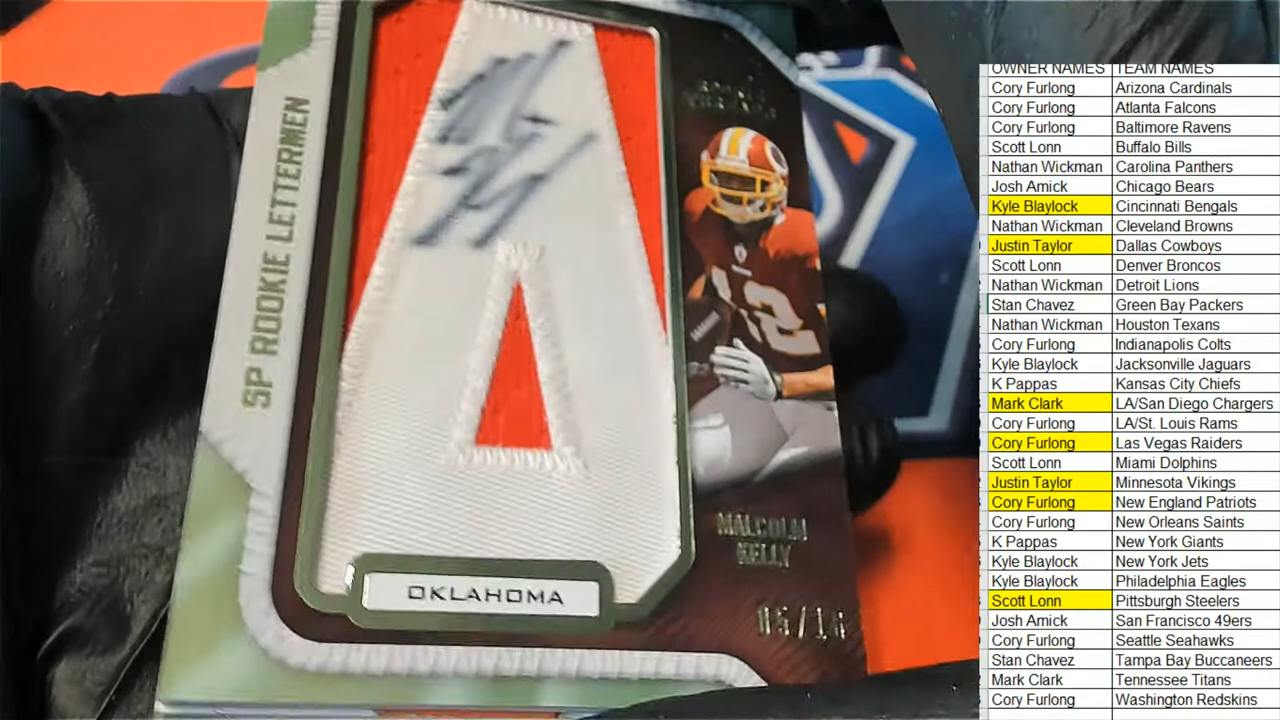 SP ROOKIE LETTERMEN
MALCOLM
KELLY
OKLAHOMA
12
OWNER NAMES TEAM NAMES
Cory Furlong Arizona Cardinals
Cory Furlong Atlanta Falcons
Cory Furlong Baltimore Ravens
Scott Lonn Buffalo Bills
Nathan Wickman Carolina Panthers
Josh Amick Chicago Bears
Kyle Blaylock Cincinnati Bengals
Nathan Wickman Cleveland Browns
Justin Taylor Dallas Cowboys
Scott Lonn Denver Broncos
Nathan Wickman Detroit Lions
Stan Chavez Green Bay Packers
Nathan Wickman Houston Texans
Cory Furlong Indianapolis Colts
Kyle Blaylock Jacksonville Jaguars
K Pappas Kansas City Chiefs
Mark Clark LA/San Diego Chargers
Cory Furlong LA/St. Louis Rams
Cory Furlong Las Vegas Raiders
Scott Lonn Miami Dolphins
Justin Taylor Minnesota Vikings
Cory Furlong New England Patriots
Cory Furlong New Orleans Saints
K Pappas New York Giants
Kyle Blaylock New York Jets
Kyle Blaylock Philadelphia Eagles
Scott Lonn Pittsburgh Steelers
Josh Amick San Francisco 49ers
Cory Furlong Seattle Seahawks
Stan Chavez Tampa Bay Buccaneers
Mark Clark Tennessee Titans
Cory Furlong Washington Redskins